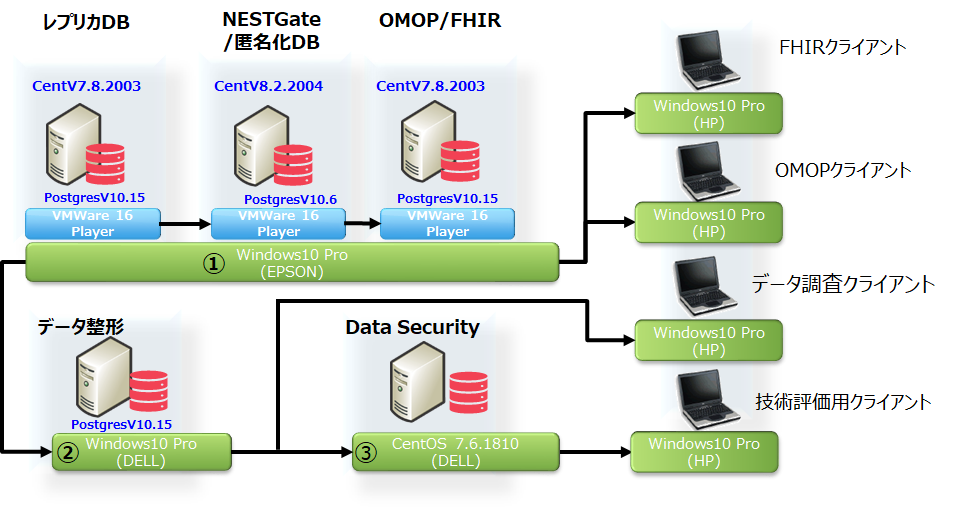 レプリカDB
NESTGate
/匿名化DB
OMOP/FHIR
CentV7.8.2003
CentV8.2.2004
CentV7.8.2003
PostgresV10.15
PostgresV10.6
PostgresV10.15
VMWare 16
Player
VMWare 16
Player
VMWare 16
Player
① Windows10 Pro
(EPSON)
FHIRクライアント
Windows10 Pro
(HP)
OMOPクライアント
Windows10 Pro
(HP)
データ調査クライアント
Windows10 Pro
(HP)
データ整形
PostgresV10.15
② Windows10 Pro
(DELL)
Data Security
③ CentOS 7.6.1810
(DELL)
技術評価用クライアント
Windows10 Pro
(HP)